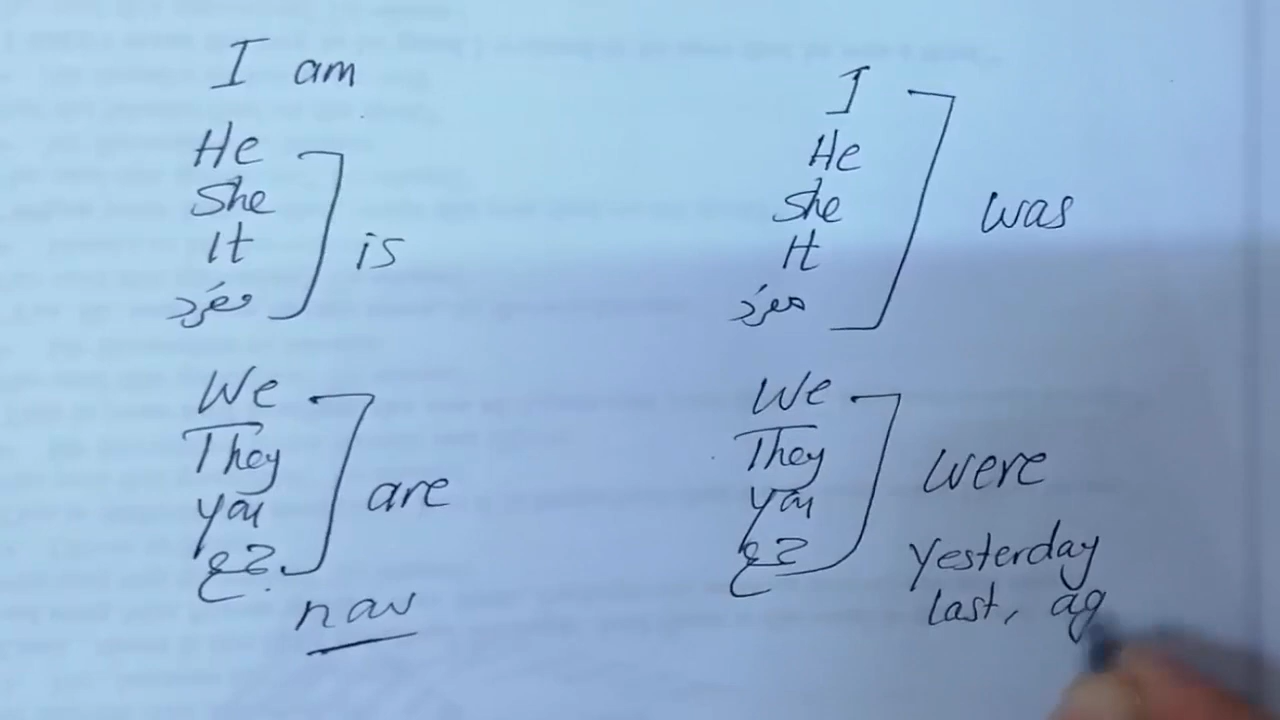 I am
He
She
It
مفرد
is
We
They
you
جمع
are
now
I
He
She
It
مفرد
was
We
They
you
جمع
were
Yesterday
last, ag